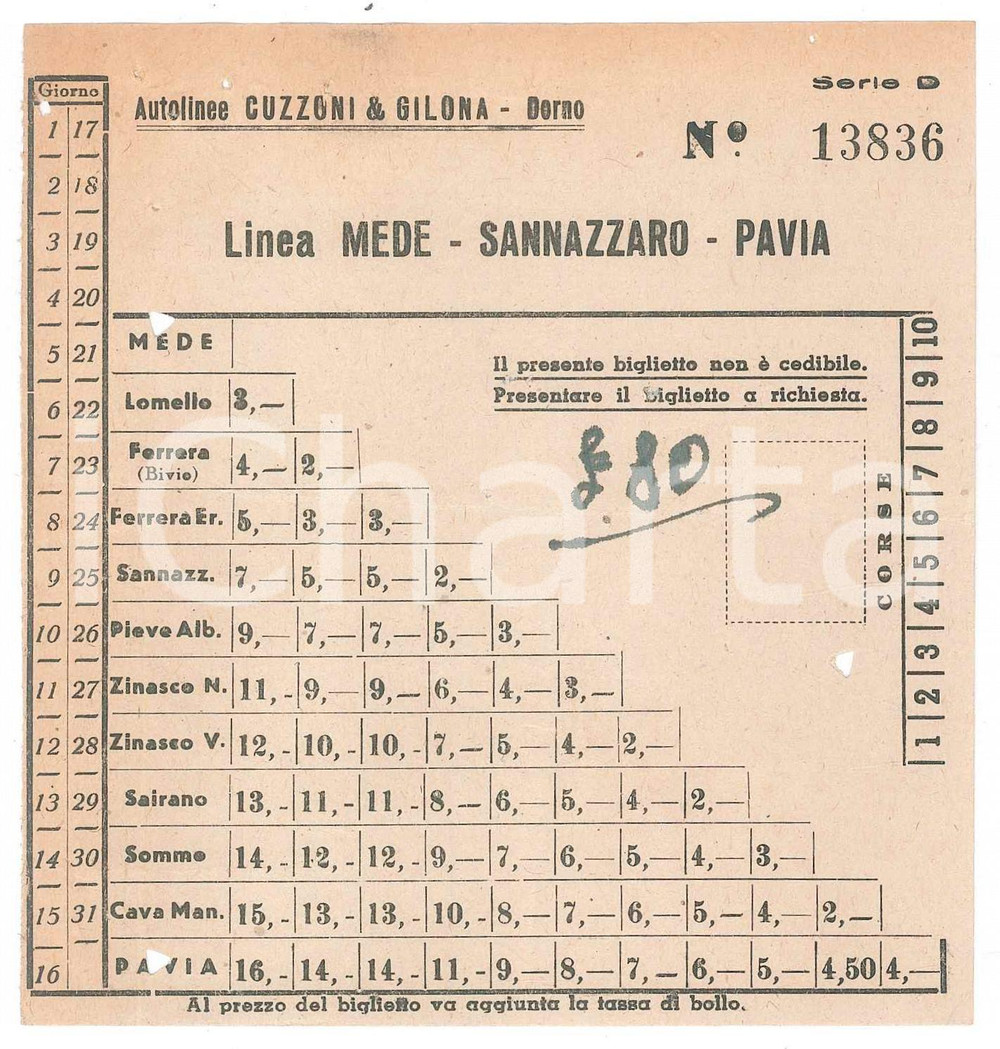 Serie D
Autolinee CUZZONI & GILONA - Dorno
Nº. 13836
Linea MEDE - SANNAZZARO - PAVIA
Giorno
1 17
2 18
3 19
4 20
5 21
6 22
7 23
8 24
9 25
10 26
11 27
12 28
13 29
14 30
15 31
16
Il presente biglietto non è cedibile.
Presentare il biglietto a richiesta.
£ 80
CORSE
1 2 3 4 5 6 7 8 9 10
MEDE
Lomello 3,—
Ferrera (Bivio) 4,— 2,—
Ferrera Er. 5,— 3,— 3,—
Sannazz. 7,— 5,— 5,— 2,—
Pieve Alb. 9,— 7,— 7,— 5,— 3,—
Zinasco N. 11,- 9,— 9,— 6,— 4,— 3,—
Zinasco V. 12,- 10,- 10,- 7,— 5,— 4,— 2,—
Sairano 13,- 11,- 11,- 8,— 6,— 5,— 4,— 2,—
Sommo 14,- 12,- 12,- 9,— 7,— 6,— 5,— 4,— 3,—
Cava Man. 15,- 13,- 13,- 10,- 8,— 7,— 6,— 5,— 4,— 2,—
PAVIA 16,- 14,- 14,- 11,- 9,— 8,— 7,— 6,— 5,— 4,50 4,—
Al prezzo del biglietto va aggiunta la tassa di bollo.
iCharta